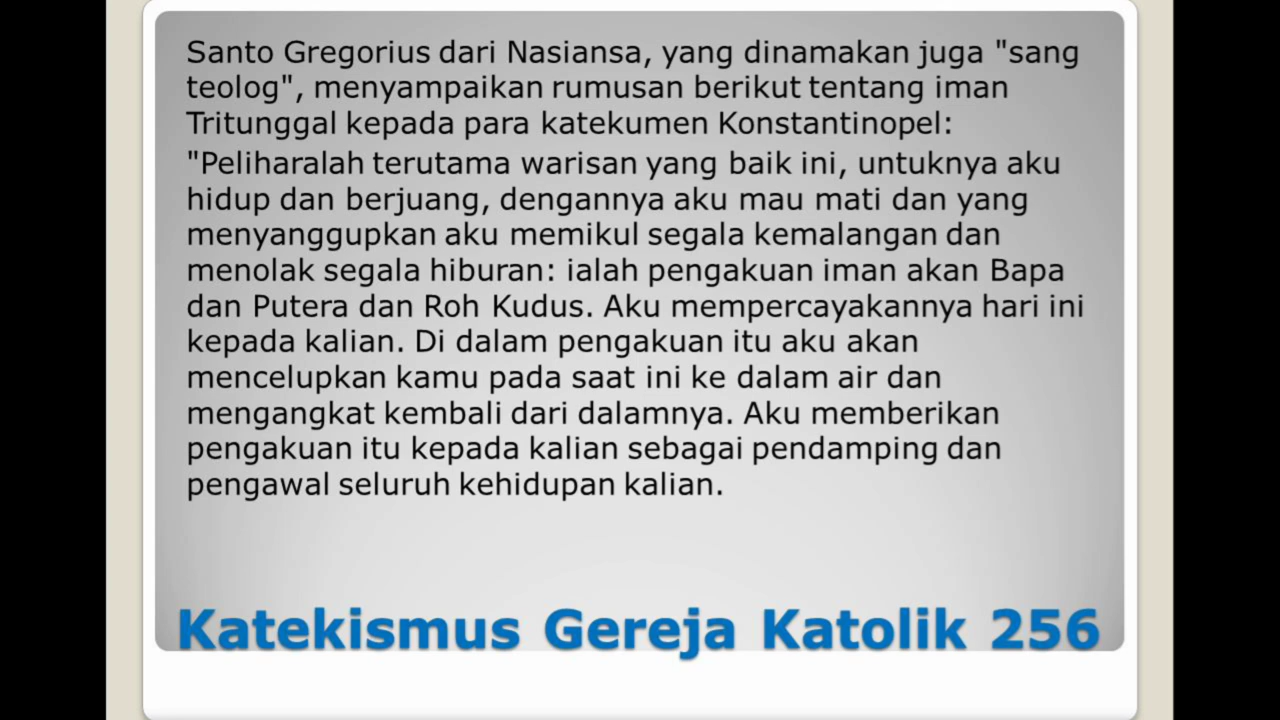 Santo Gregorius dari Nasiansa, yang dinamakan juga "sang
teolog", menyampaikan rumusan berikut tentang iman
Tritunggal kepada para katekumen Konstantinopel:
"Peliharalah terutama warisan yang baik ini, untuknya aku
hidup dan berjuang, dengannya aku mau mati dan yang
menyanggupkan aku memikul segala kemalangan dan
menolak segala hiburan: ialah pengakuan iman akan Bapa
dan Putera dan Roh Kudus. Aku mempercayakannya hari ini
kepada kalian. Di dalam pengakuan itu aku akan
mencelupkan kamu pada saat ini ke dalam air dan
mengangkat kembali dari dalamnya. Aku memberikan
pengakuan itu kepada kalian sebagai pendamping dan
pengawal seluruh kehidupan kalian.
Katekismus Gereja Katolik 256